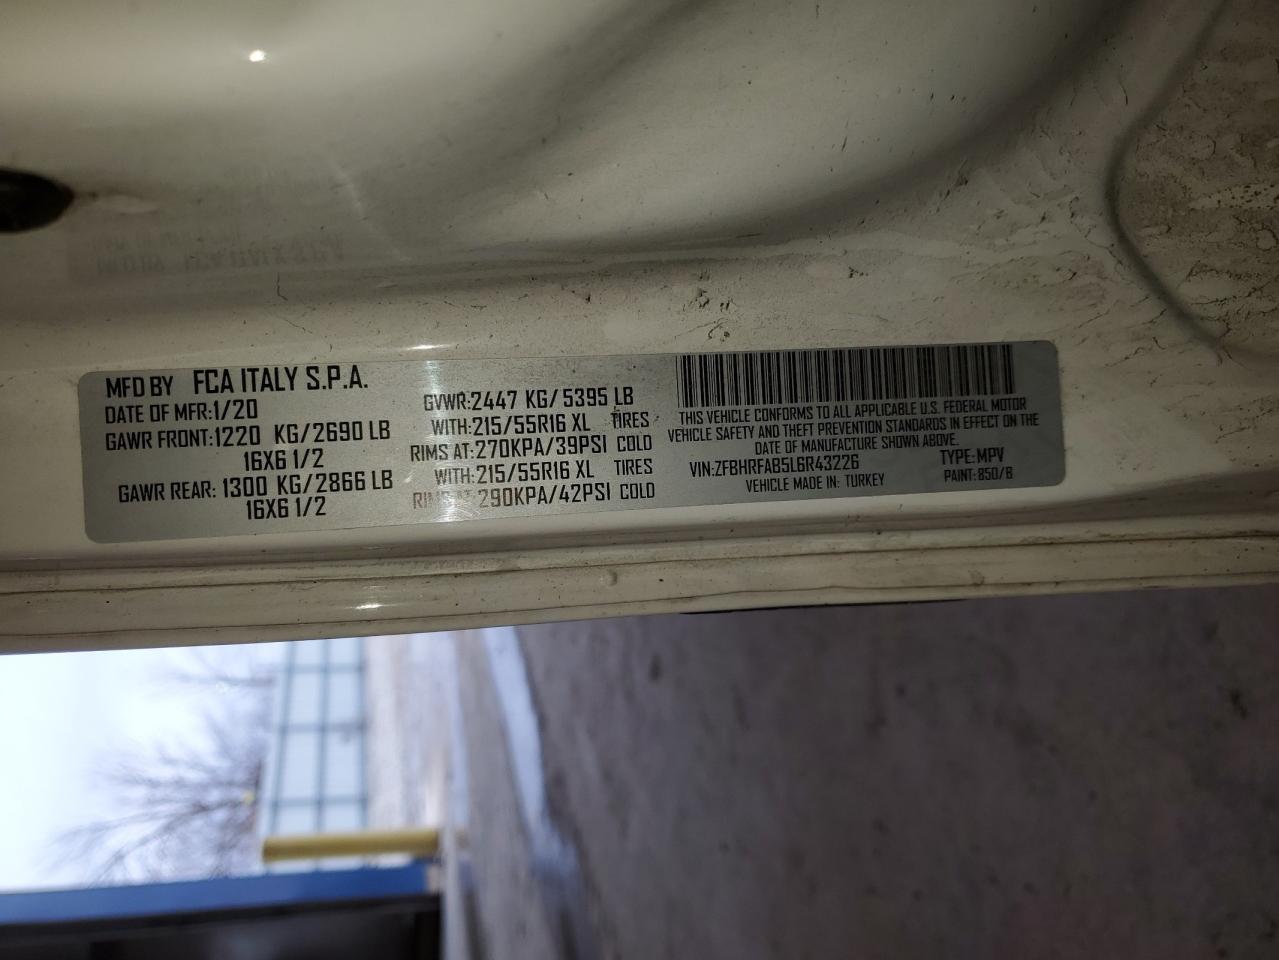 MFD BY FCA ITALY S.P.A.
DATE OF MFR:1/20
GAWR FRONT:1220 KG/2690 LB
16X6 1/2
GAWR REAR: 1300 KG/2866 LB
16X6 1/2
GVWR:2447 KG/5395 LB
WITH:215/55R16 XL TIRES
RIMS AT:270KPA/39PSI COLD
WITH:215/55R16 XL TIRES
RIMS AT:290KPA/42PSI COLD
THIS VEHICLE CONFORMS TO ALL APPLICABLE U.S. FEDERAL MOTOR
VEHICLE SAFETY AND THEFT PREVENTION STANDARDS IN EFFECT ON THE
DATE OF MANUFACTURE SHOWN ABOVE.
VIN:ZFBHRFAB5L6R43226 TYPE:MPV
VEHICLE MADE IN: TURKEY PAINT:850/B